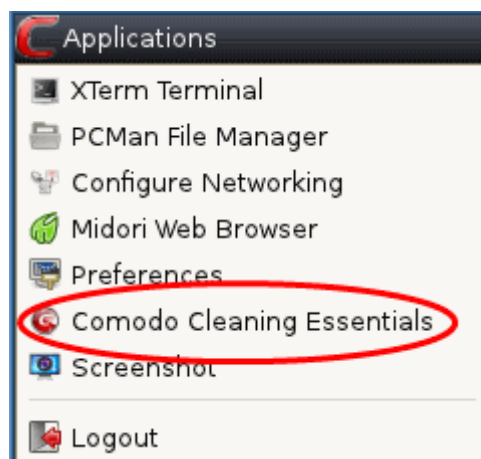 Applications
XTerm Terminal
PCMan File Manager
Configure Networking
Midori Web Browser
Preferences
Comodo Cleaning Essentials
Screenshot
Logout